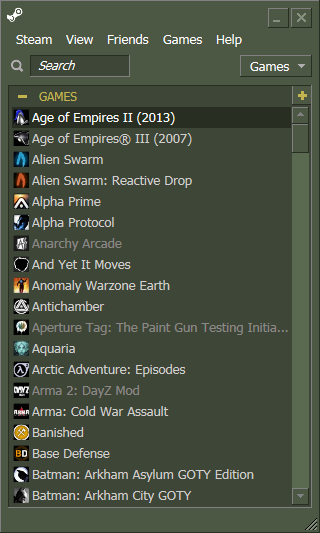 Steam View Friends Games Help
Search Games
GAMES
Age of Empires II (2013)
Age of Empires® III (2007)
Alien Swarm
Alien Swarm: Reactive Drop
Alpha Prime
Alpha Protocol
Anarchy Arcade
And Yet It Moves
Anomaly Warzone Earth
Antichamber
Aperture Tag: The Paint Gun Testing Initia...
Aquaria
Arctic Adventure: Episodes
Arma 2: DayZ Mod
Arma: Cold War Assault
Banished
Base Defense
Batman: Arkham Asylum GOTY Edition
Batman: Arkham City GOTY